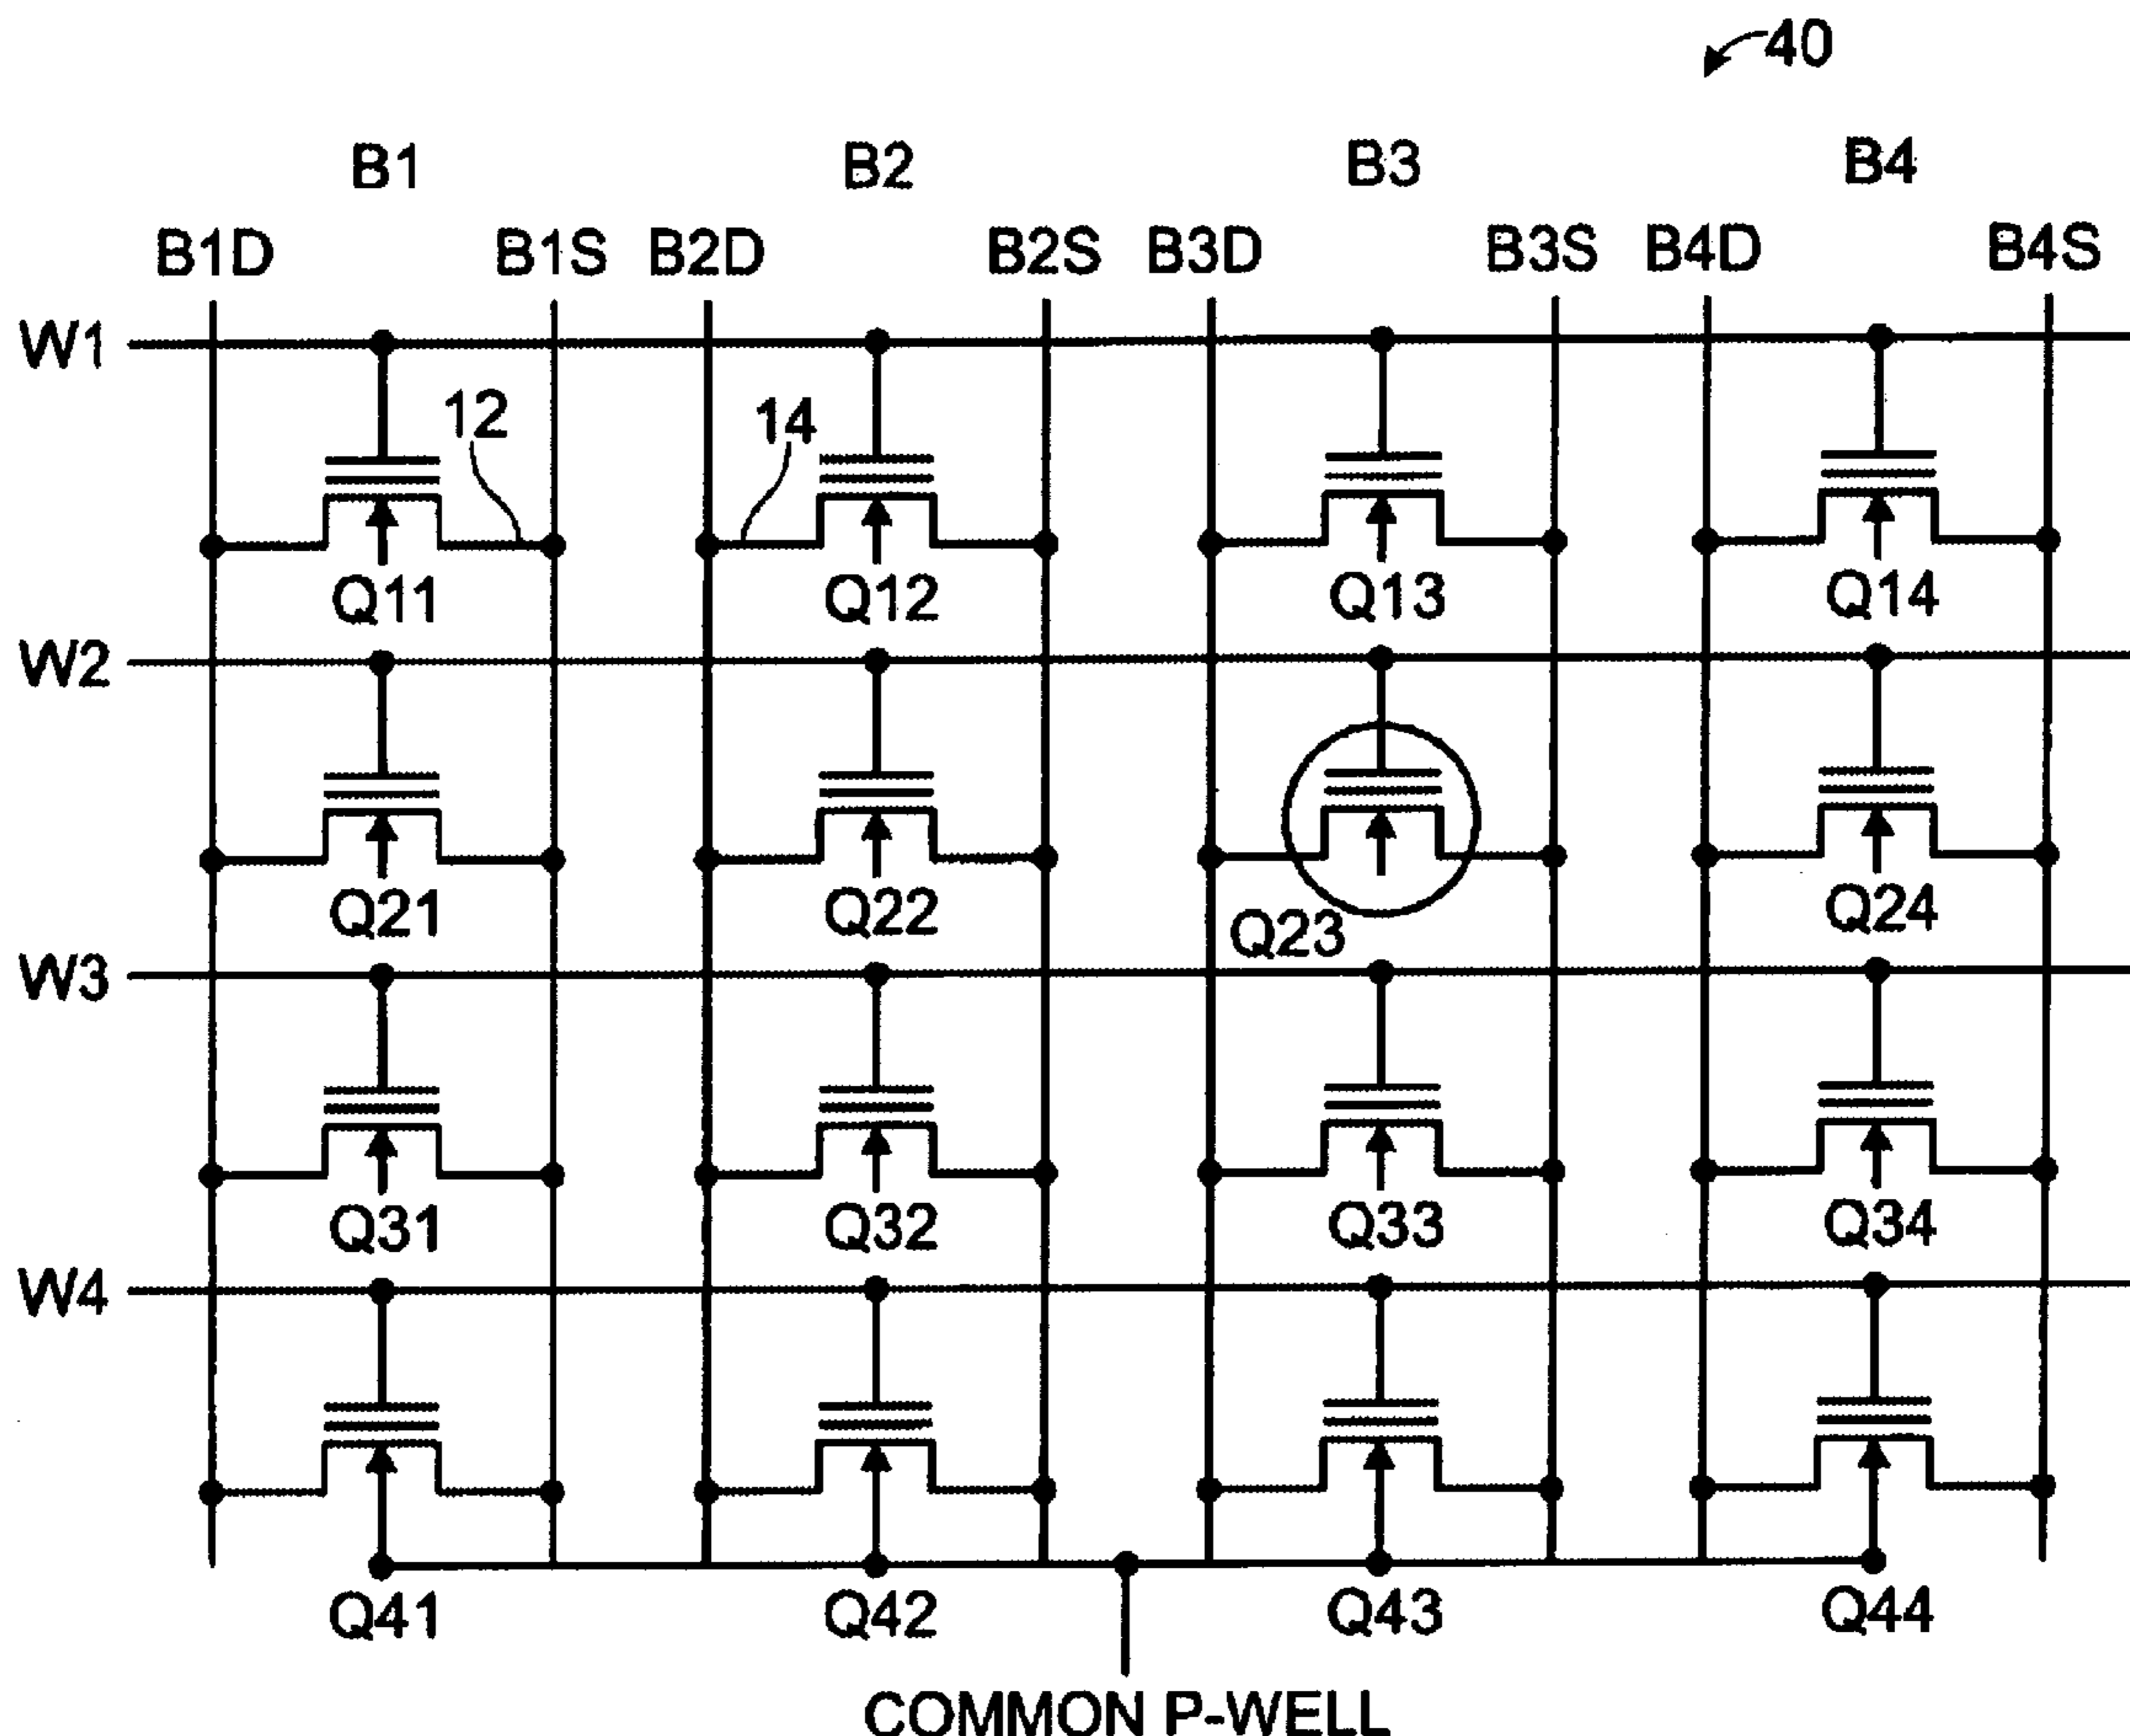 40
B1 B2 B3 B4
B1D B1S B2D B2S B3D B3S B4D B4S
W1
12 14
Q11 Q12 Q13 Q14
W2
Q21 Q22 Q23 Q24
W3
Q31 Q32 Q33 Q34
W4
Q41 Q42 Q43 Q44
COMMON P-WELL